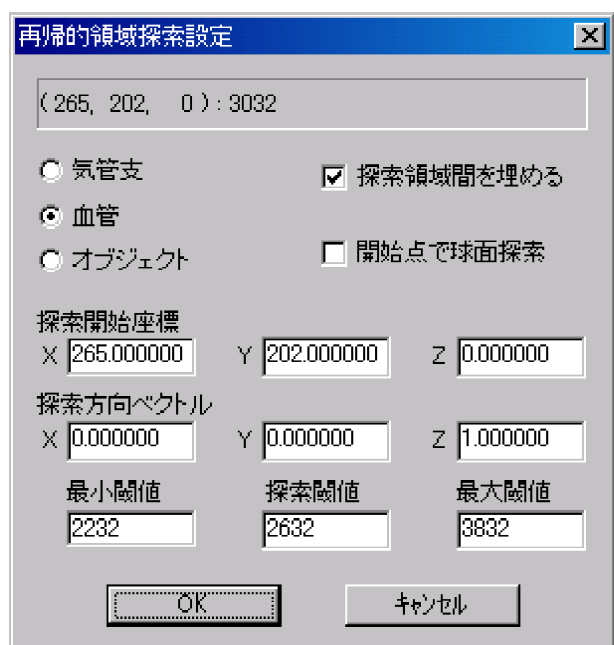 再帰的領域探索設定
(265, 202, 0):3032
気管支
探索領域間を埋める
血管
開始点で球面探索
オブジェクト
探索開始座標
X 265.000000 Y 202.000000 Z 0.000000
探索方向ベクトル
X 0.000000 Y 0.000000 Z 1.000000
最小閾値 探索閾値 最大閾値
2232 2632 3832
OK キャンセル